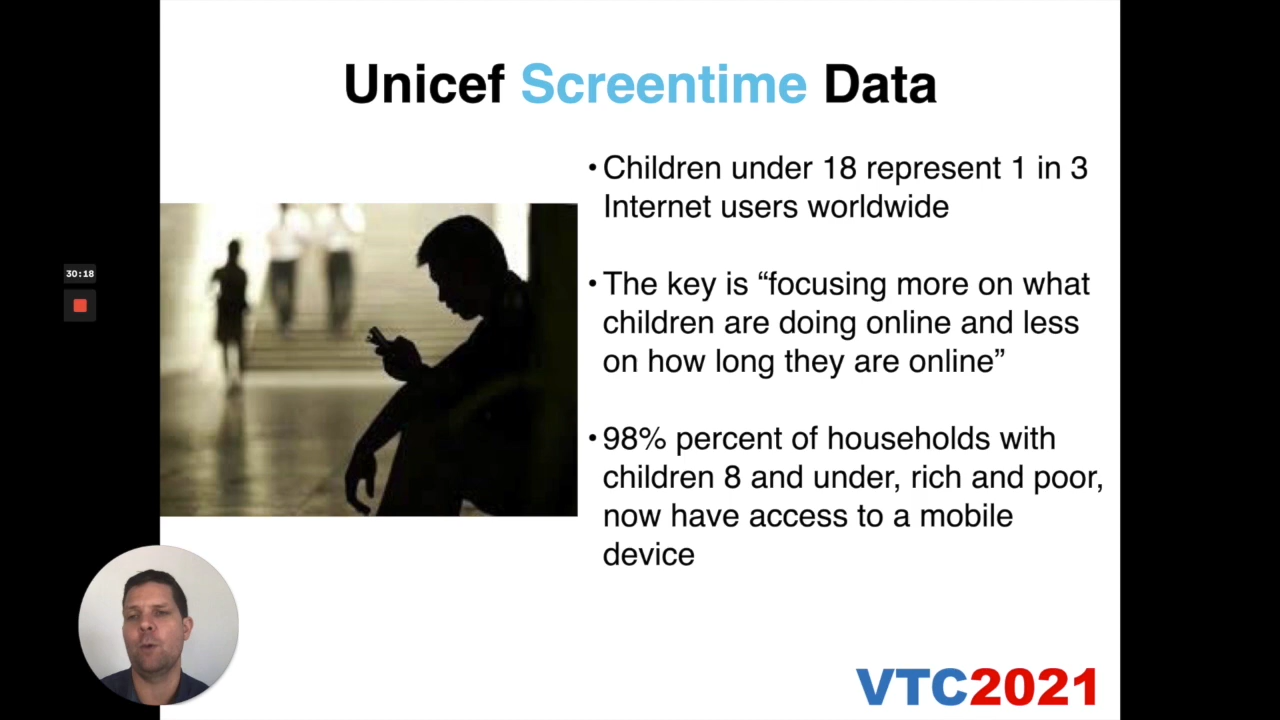 Unicef Screentime Data
• Children under 18 represent 1 in 3
Internet users worldwide
• The key is “focusing more on what
children are doing online and less
on how long they are online”
• 98% percent of households with
children 8 and under, rich and poor,
now have access to a mobile
device
30:18
VTC2021